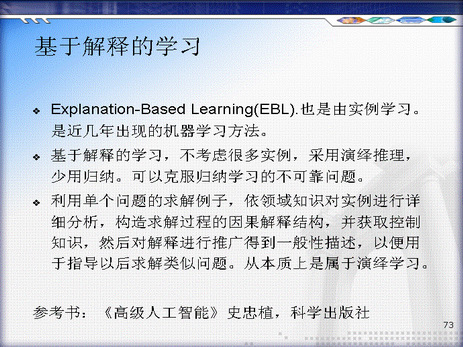 基于解释的学习
❖ Explanation-Based Learning(EBL).也是由实例学习。
是近几年出现的机器学习方法。
❖ 基于解释的学习，不考虑很多实例，采用演绎推理，
少用归纳。可以克服归纳学习的不可靠问题。
❖ 利用单个问题的求解例子，依领域知识对实例进行详
细分析，构造求解过程的因果解释结构，并获取控制
知识，然后对解释进行推广得到一般性描述，以便用
于指导以后求解类似问题。从本质上是属于演绎学习。
参考书：《高级人工智能》史忠植，科学出版社
73